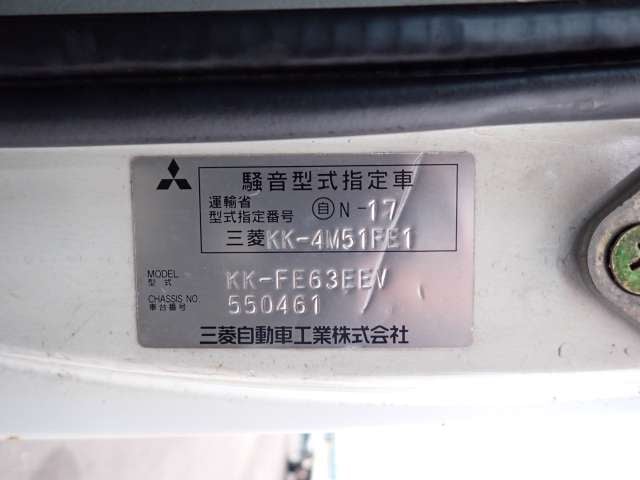 騒音型式指定車
運輸省
型式指定番号 自N-17
三菱KK-4M51FE1
MODEL
型式 KK-FE63EEV
CHASSIS NO
車台番号 550461
三菱自動車工業株式会社